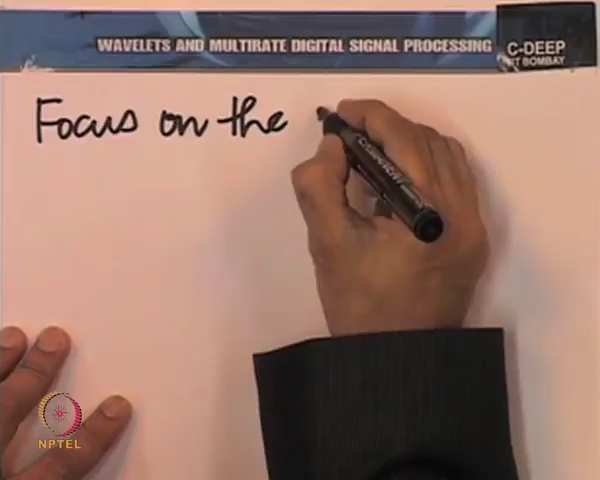 WAVELETS AND MULTIRATE DIGITAL SIGNAL PROCESSING
C-DEEP
IIT BOMBAY
Focus on the
NPTEL